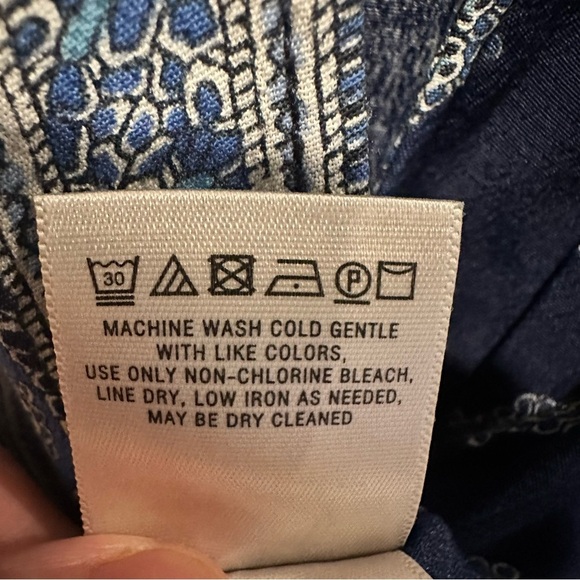 30 P
MACHINE WASH COLD GENTLE
WITH LIKE COLORS,
USE ONLY NON-CHLORINE BLEACH,
LINE DRY, LOW IRON AS NEEDED,
MAY BE DRY CLEANED